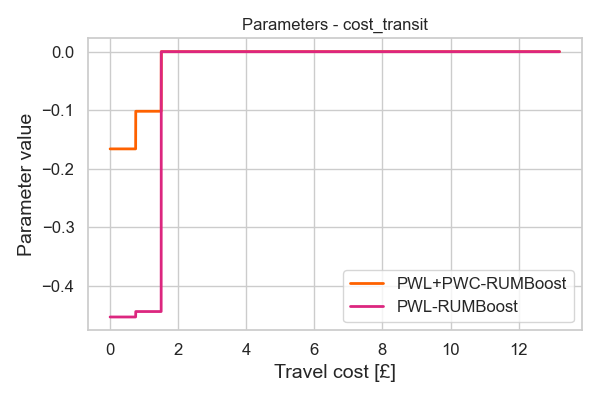 Parameters - cost_transit
Parameter value
0.0
−0.1
−0.2
−0.3
−0.4
PWL+PWC-RUMBoost
PWL-RUMBoost
0 2 4 6 8 10 12
Travel cost [£]